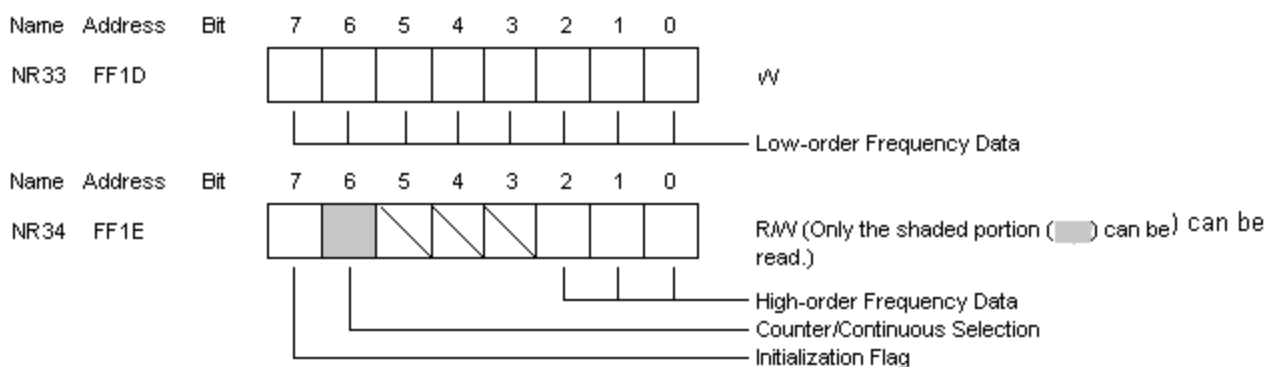 Name Address Bit 7 6 5 4 3 2 1 0
NR33 FF1D W
Low-order Frequency Data
Name Address Bit 7 6 5 4 3 2 1 0
NR34 FF1E R/W (Only the shaded portion ( ) can be) can be
read.)
High-order Frequency Data
Counter/Continuous Selection
Initialization Flag